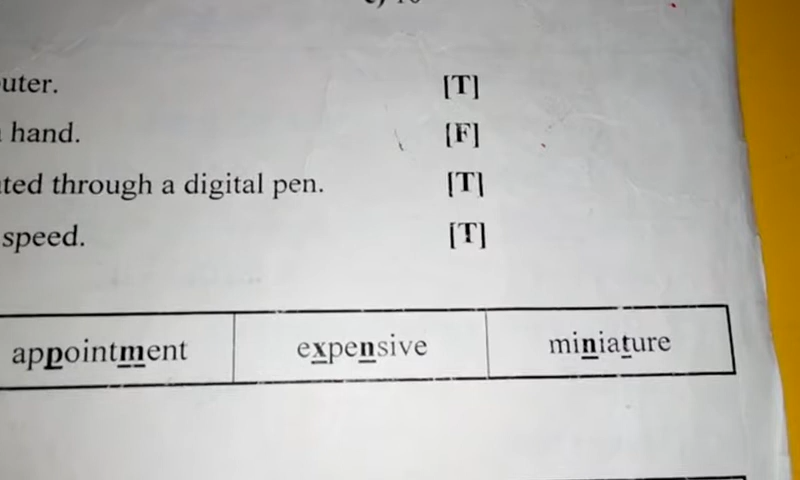 uter. [T]
hand. [F]
ted through a digital pen. [T]
speed. [T]
appointment expensive miniature